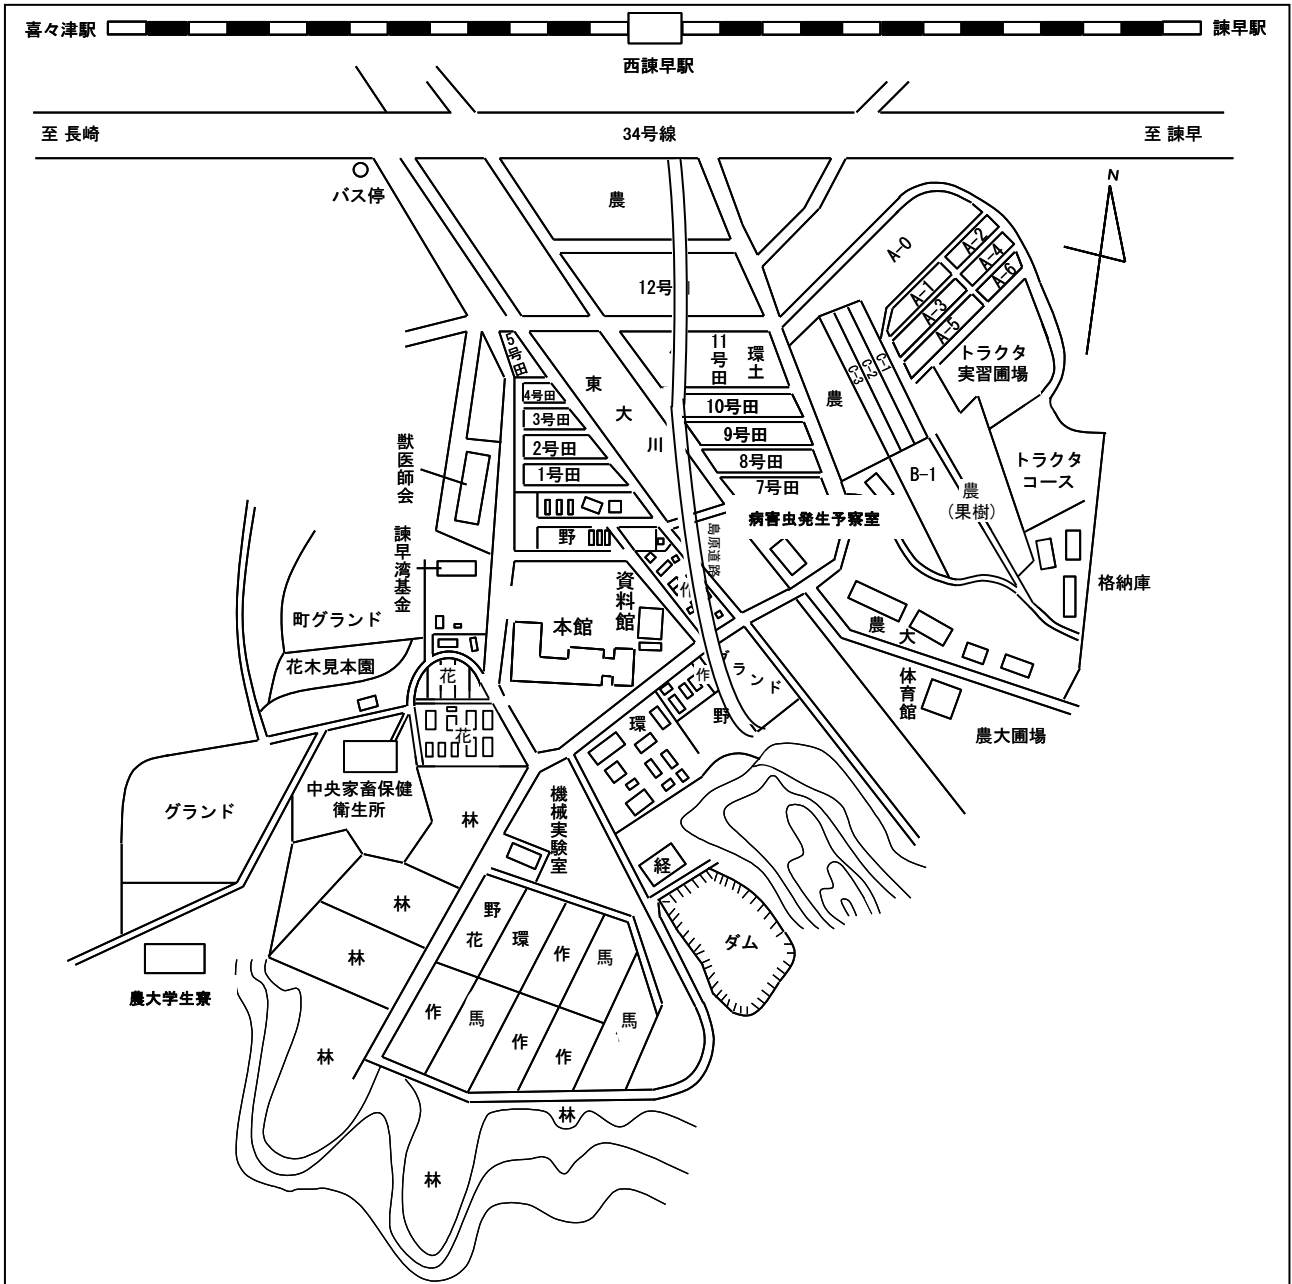 喜々津駅
諫早駅
西諫早駅
至 長崎
34号線
至 諫早
バス停
N
農
12号
A-0
A-2
A-4
A-6
A-1
A-3
A-5
トラクタ
実習圃場
5号田
4号田
3号田
2号田
1号田
東大川
11号田
環土
10号田
9号田
8号田
7号田
農
C-1
C-2
C-3
B-1
農
(果樹)
トラクタ
コース
獣医師会
諫早湾基金
病害虫発生予察室
島原道路
野
作
資料館
本館
格納庫
農大
体育館
農大圃場
町グランド
花木見本園
花
花
グランド
作
野
環
グランド
中央家畜保健
衛生所
林
機械実験室
経
ダム
林
林
野
花
環
作
馬
作
馬
作
作
馬
農大学生寮
林
林
林